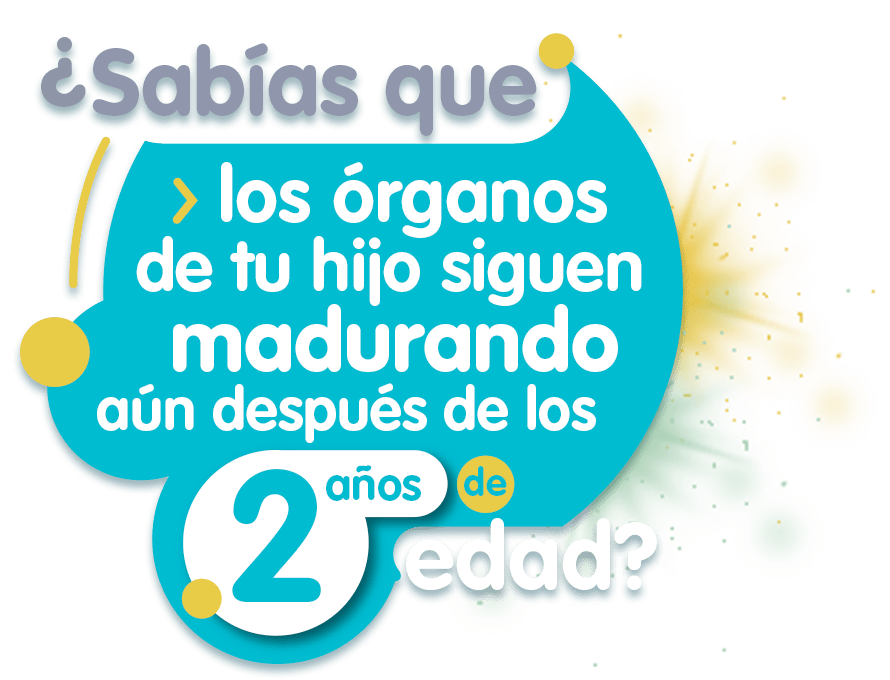 ¿Sabías que
> los órganos
de tu hijo siguen
madurando
aún después de los
2 años de
edad?